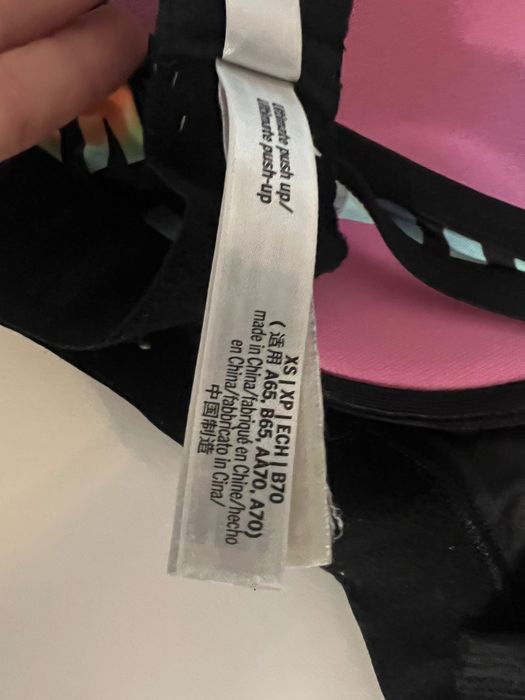 Ultimate push up/
Ultimate push-up
XS | XP | ECH | B70
(适用 A65, B65, AA70, A70)
made in China/fabriqué en Chine/hecho
en China/fabbricato in Cina/
中国制造